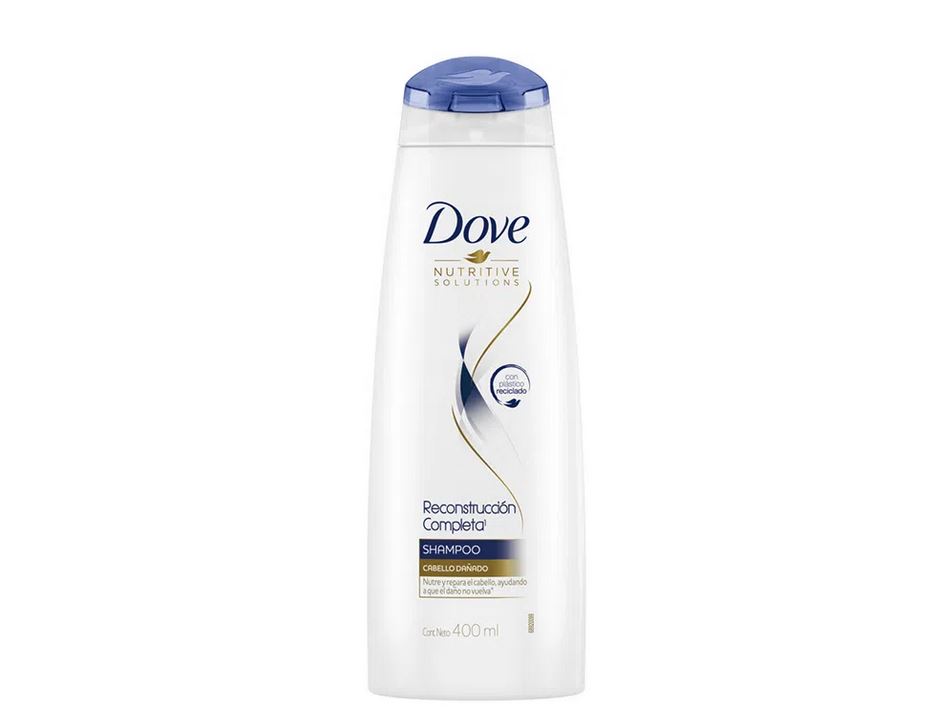 Dove
NUTRITIVE
SOLUTIONS
con
plástico
reciclado
Reconstrucción
Completa¹
SHAMPOO
CABELLO DAÑADO
Nutre y repara el cabello, ayudando
a que el daño no vuelva*
Cont. Neto 400 ml